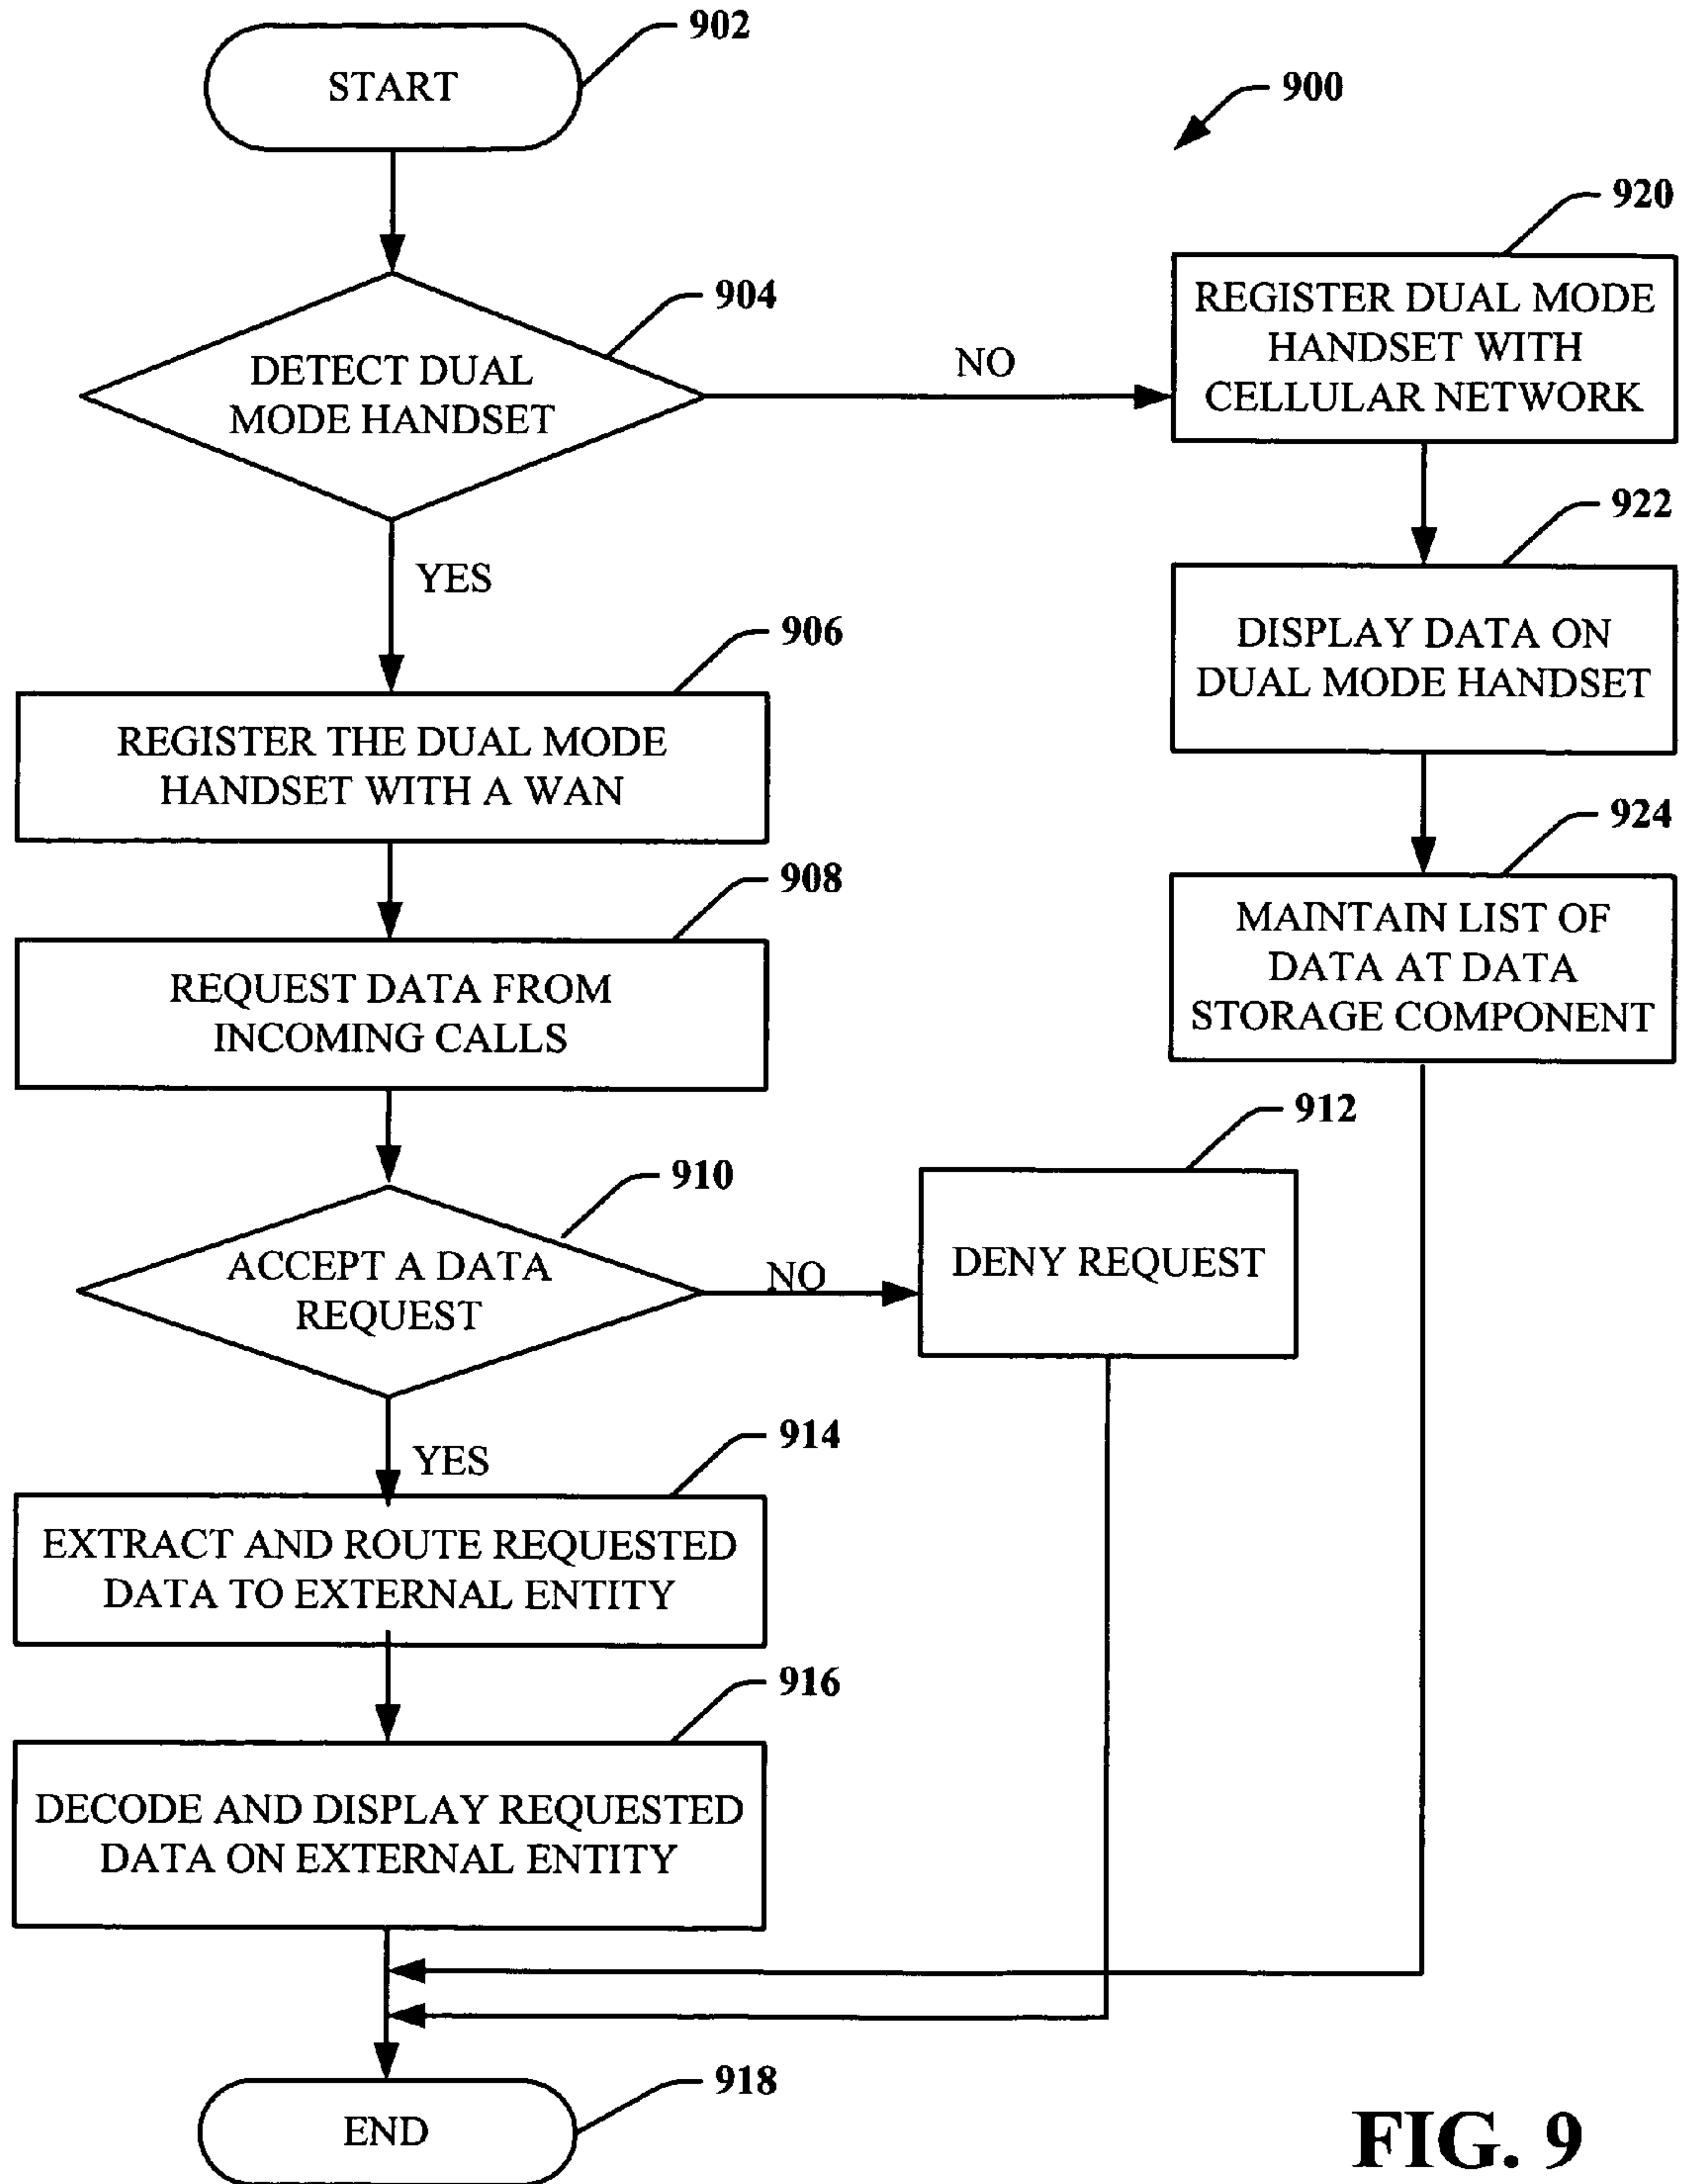 902
START
900
920
904
REGISTER DUAL MODE
HANDSET WITH
CELLULAR NETWORK
DETECT DUAL
MODE HANDSET
NO
922
YES
DISPLAY DATA ON
DUAL MODE HANDSET
906
REGISTER THE DUAL MODE
HANDSET WITH A WAN
924
MAINTAIN LIST OF
DATA AT DATA
STORAGE COMPONENT
908
REQUEST DATA FROM
INCOMING CALLS
912
910
ACCEPT A DATA
REQUEST
NO
DENY REQUEST
YES
914
EXTRACT AND ROUTE REQUESTED
DATA TO EXTERNAL ENTITY
916
DECODE AND DISPLAY REQUESTED
DATA ON EXTERNAL ENTITY
918
END
FIG. 9